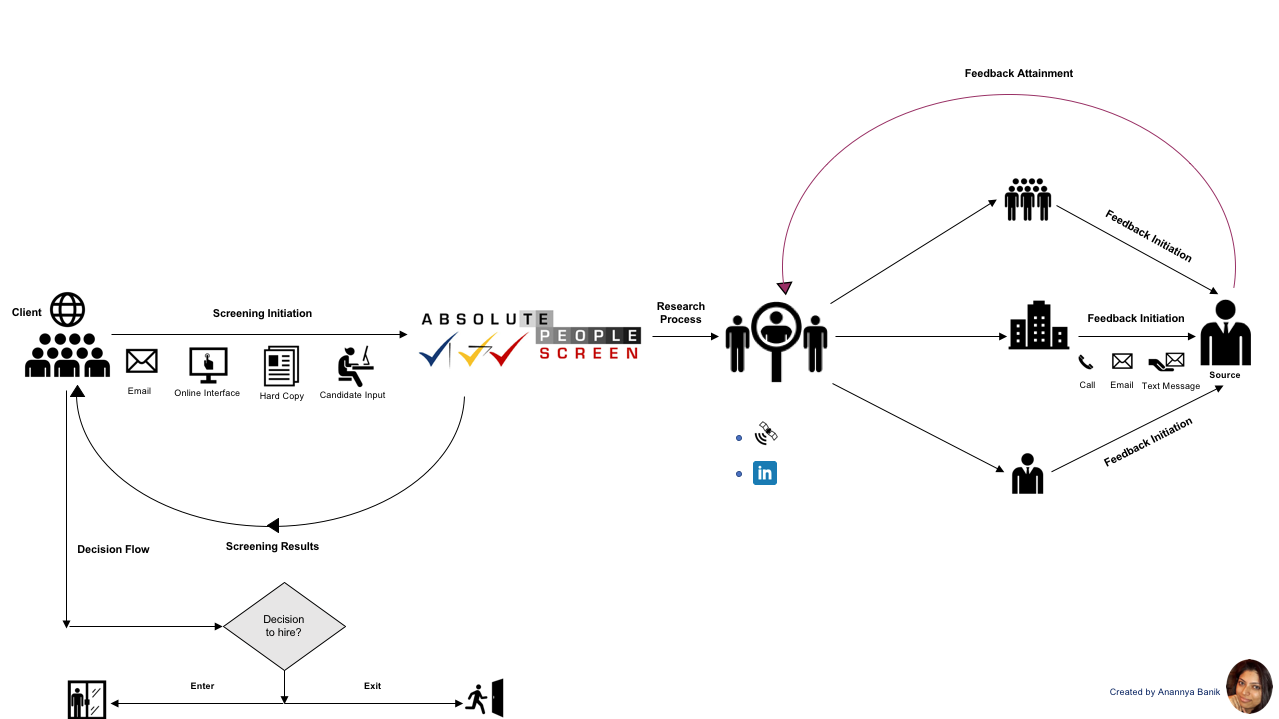 Feedback Attainment
Feedback Initiation
Client
Screening Initiation
ABSOLUTE
PEOPLE
SCREEN
Research
Process
Feedback Initiation
Email
Online Interface
Hard Copy
Candidate Input
Call
Email
Text Message
Source
Feedback Initiation
in
Decision Flow
Screening Results
Decision
to hire?
Enter
Exit
Created by Anannya Banik